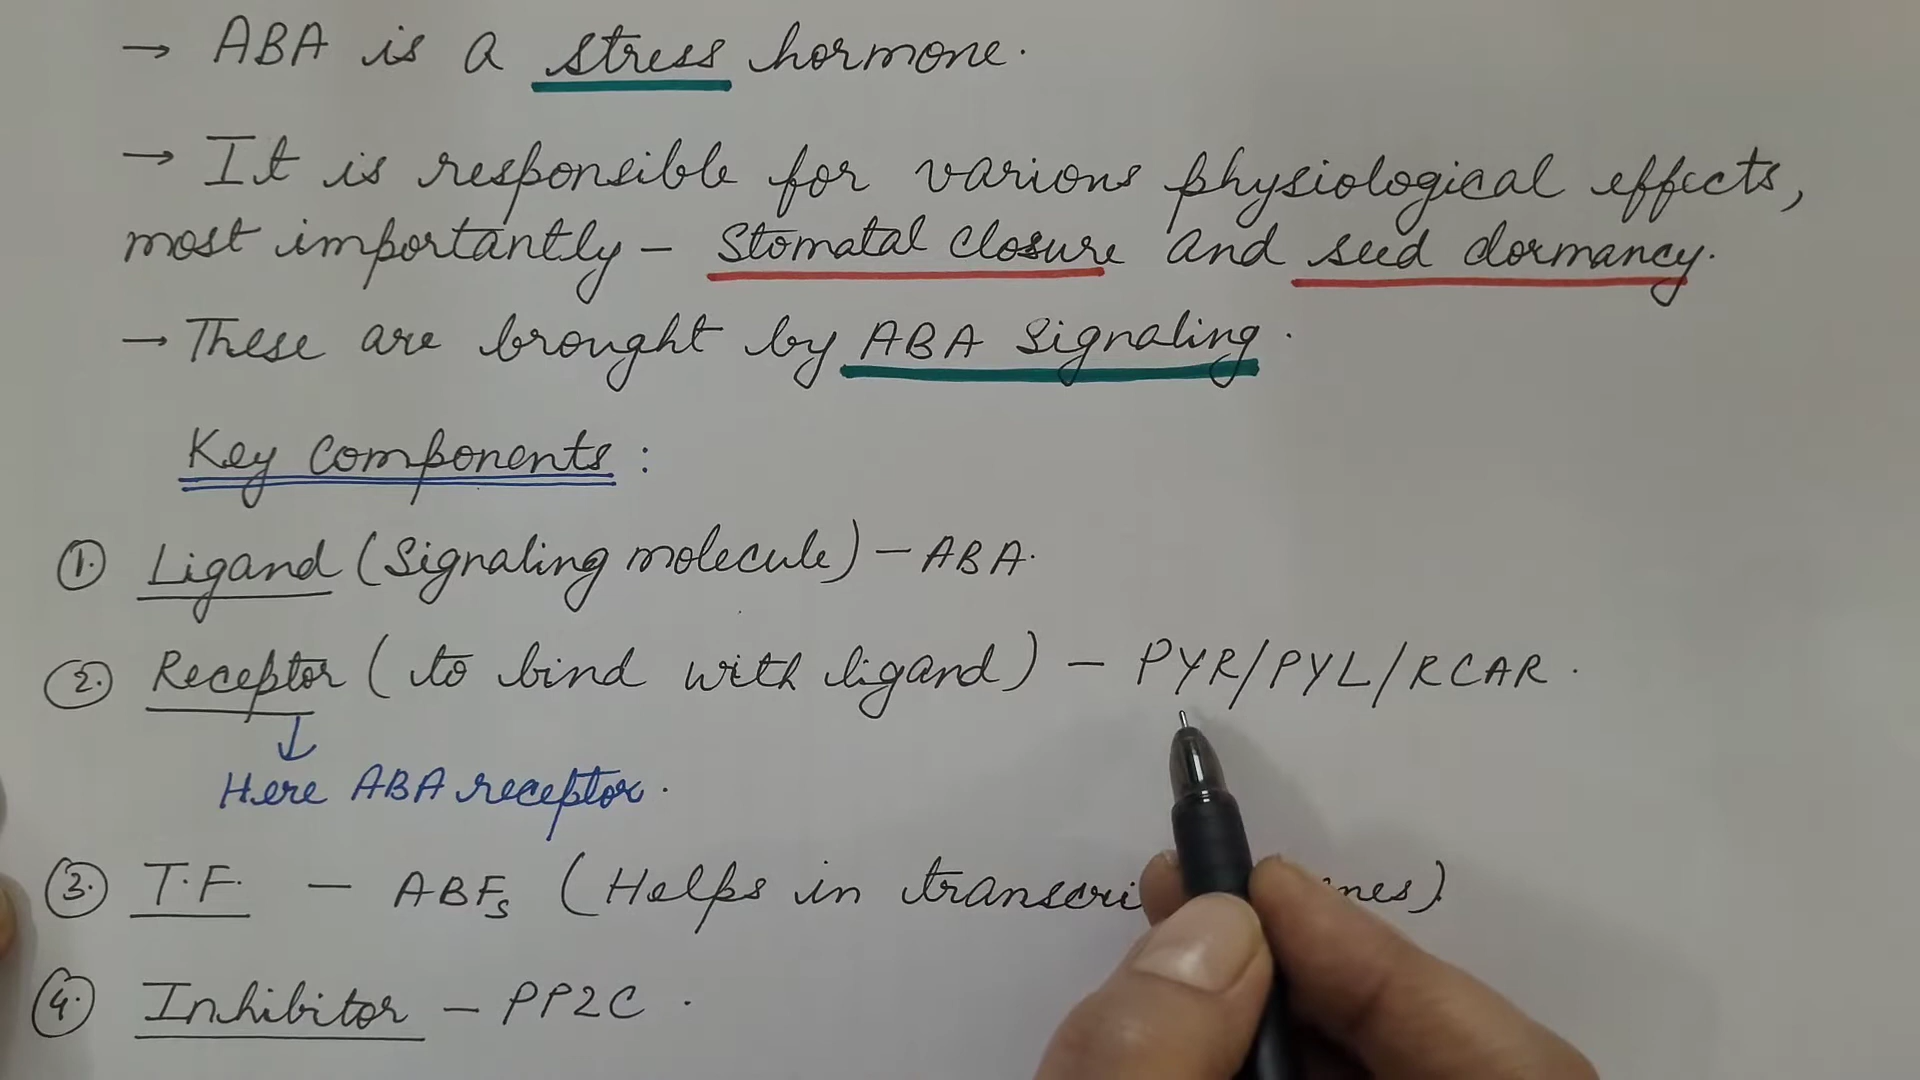 → ABA is a stress hormone.
→ It is responsible for various physiological effects,
most importantly – Stomatal closure and seed dormancy.
→ These are brought by ABA Signaling.
Key Components :
1. Ligand (Signaling molecule) – ABA.
2. Receptor (to bind with ligand) – PYR/PYL/RCAR.
↓
Here ABA receptor.
3. T.F. – ABFs (Helps in
4. Inhibitor – PP2C.